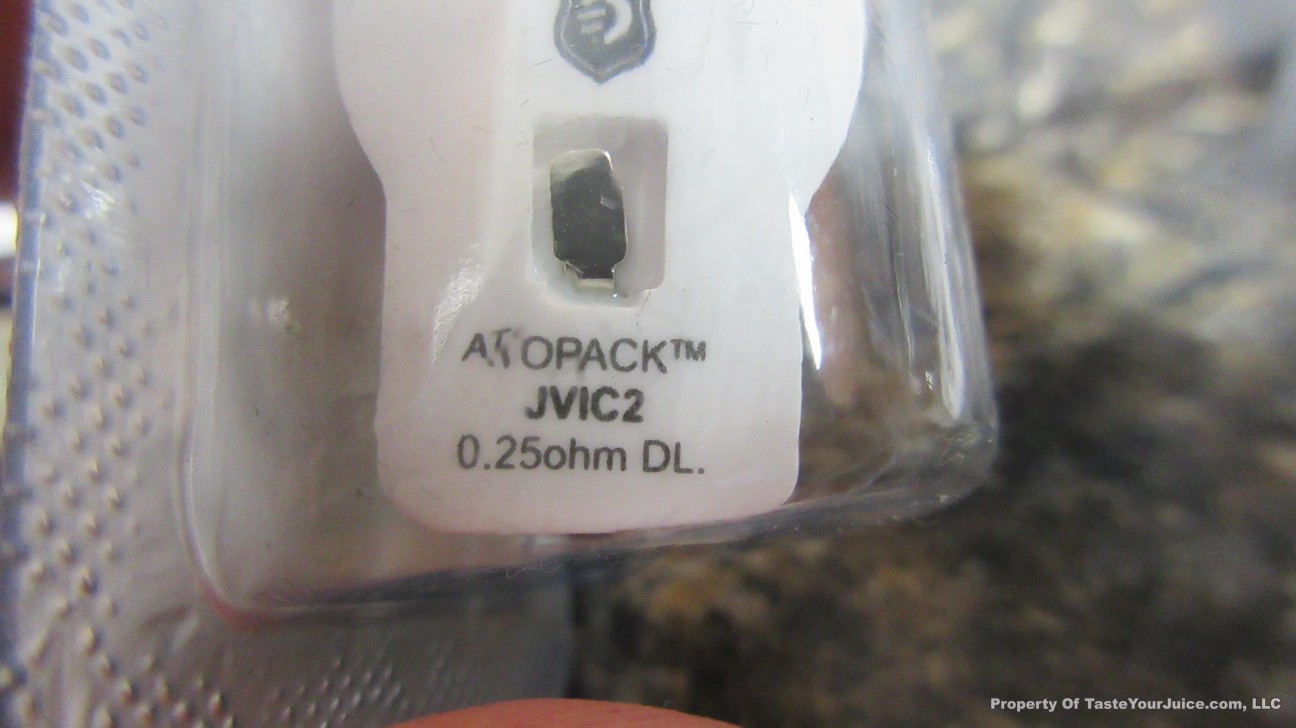 ATOPACK™
JVIC2
0.25ohm DL.
Property Of TasteYourJuice.com, LLC